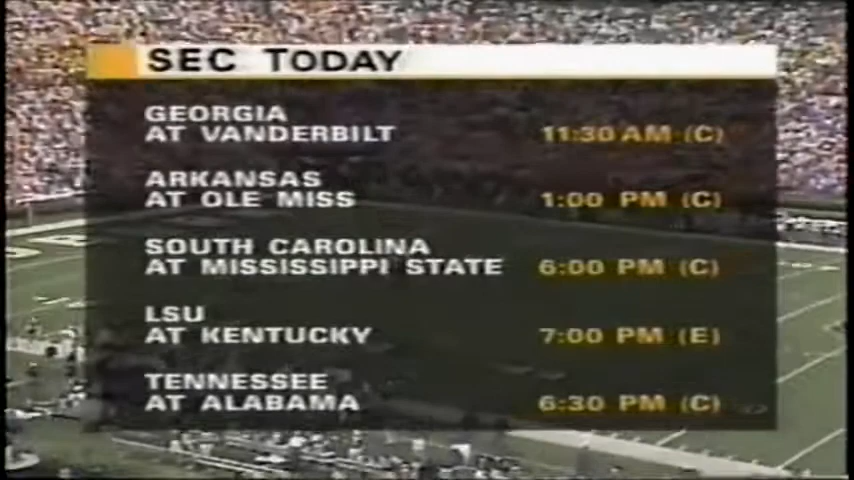 SEC TODAY
GEORGIA
AT VANDERBILT 11:30 AM (C)
ARKANSAS
AT OLE MISS 1:00 PM (C)
SOUTH CAROLINA
AT MISSISSIPPI STATE 6:00 PM (C)
LSU
AT KENTUCKY 7:00 PM (E)
TENNESSEE
AT ALABAMA 6:30 PM (C)